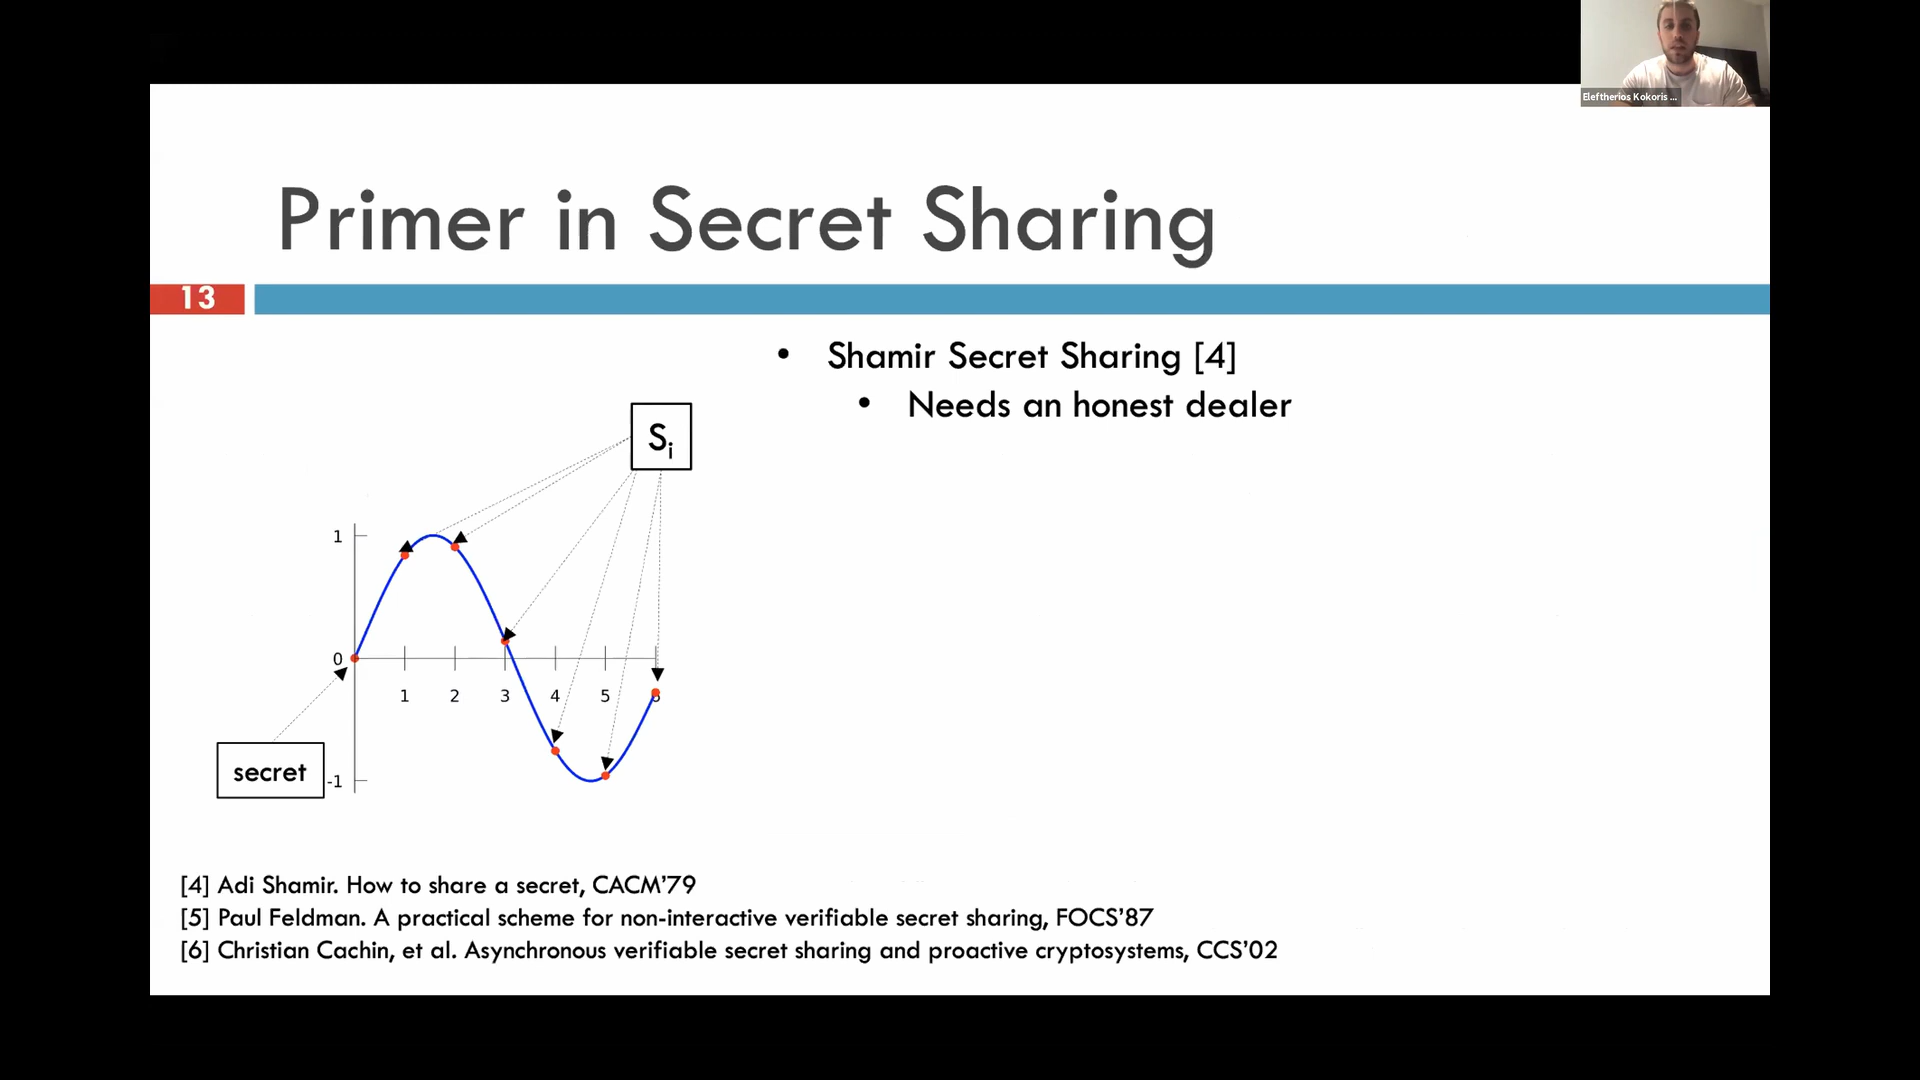 Eleftherios Kokoris ...
Primer in Secret Sharing
13
• Shamir Secret Sharing [4]
• Needs an honest dealer
Si
1
0
1 2 3 4 5 6
secret
-1
[4] Adi Shamir. How to share a secret, CACM’79
[5] Paul Feldman. A practical scheme for non-interactive verifiable secret sharing, FOCS’87
[6] Christian Cachin, et al. Asynchronous verifiable secret sharing and proactive cryptosystems, CCS’02